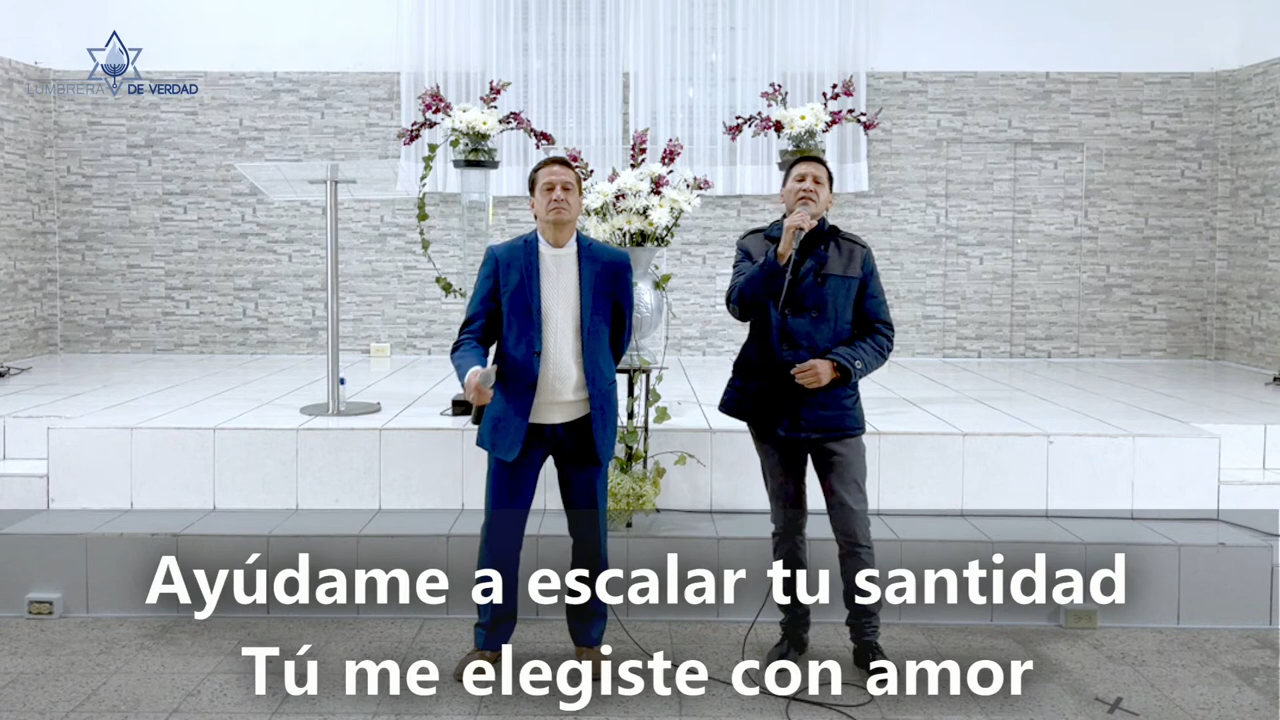 LUMBRERA DE VERDAD
Ayúdame a escalar tu santidad
Tú me elegiste con amor